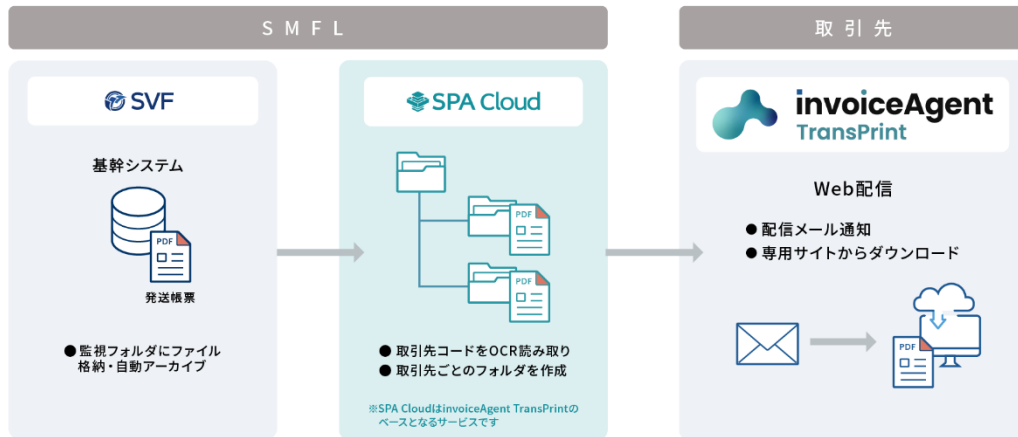 SMFL
SVF
基幹システム
PDF
発送帳票
● 監視フォルダにファイル
格納・自動アーカイブ
SPA Cloud
PDF
PDF
● 取引先コードをOCR読み取り
● 取引先ごとのフォルダを作成
※SPA CloudはinvoiceAgent TransPrintの
ベースとなるサービスです
取引先
invoiceAgent
TransPrint
Web配信
● 配信メール通知
● 専用サイトからダウンロード
PDF